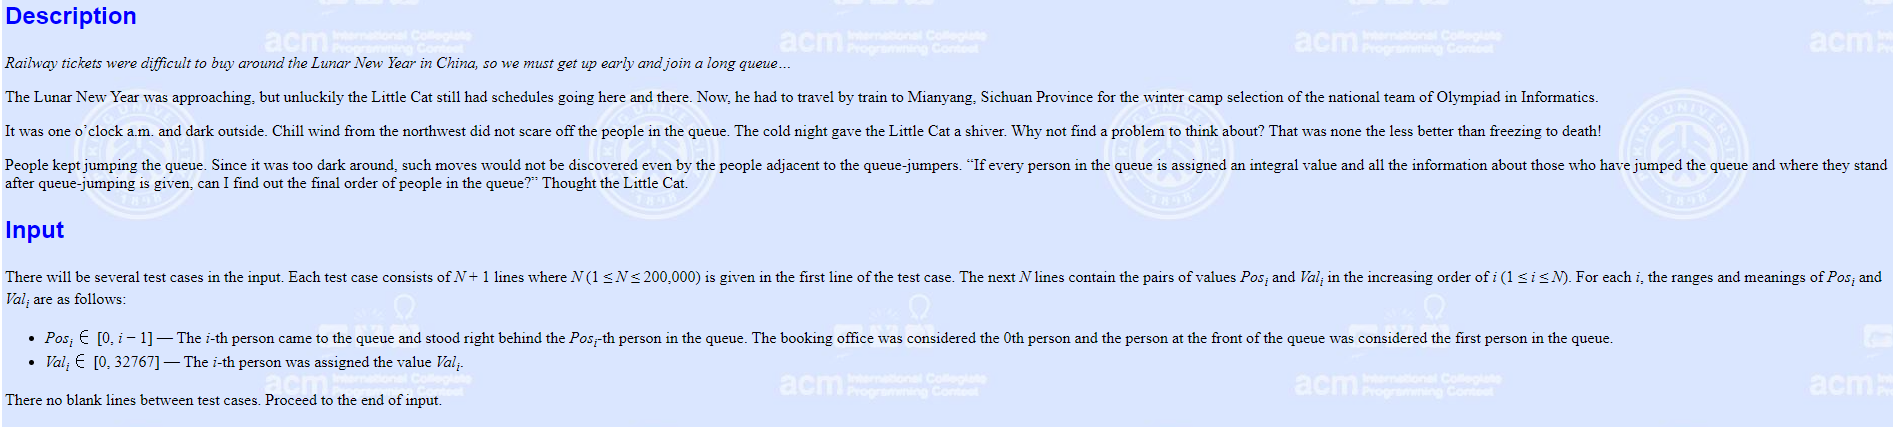 Description
Railway tickets were difficult to buy around the Lunar New Year in China, so we must get up early and join a long queue…
The Lunar New Year was approaching, but unluckily the Little Cat still had schedules going here and there. Now, he had to travel by train to Mianyang, Sichuan Province for the winter camp selection of the national team of Olympiad in Informatics.
It was one o’clock a.m. and dark outside. Chill wind from the northwest did not scare off the people in the queue. The cold night gave the Little Cat a shiver. Why not find a problem to think about? That was none the less better than freezing to death!
People kept jumping the queue. Since it was too dark around, such moves would not be discovered even by the people adjacent to the queue-jumpers. “If every person in the queue is assigned an integral value and all the information about those who have jumped the queue and where they stand
after queue-jumping is given, can I find out the final order of people in the queue?” Thought the Little Cat.
Input
There will be several test cases in the input. Each test case consists of N + 1 lines where N (1 ≤ N ≤ 200,000) is given in the first line of the test case. The next N lines contain the pairs of values Posi and Vali in the increasing order of i (1 ≤ i ≤ N). For each i, the ranges and meanings of Posi and
Vali are as follows:
• Posi ∈ [0, i − 1] — The i-th person came to the queue and stood right behind the Posi-th person in the queue. The booking office was considered the 0th person and the person at the front of the queue was considered the first person in the queue.
• Vali ∈ [0, 32767] — The i-th person was assigned the value Vali.
There no blank lines between test cases. Proceed to the end of input.